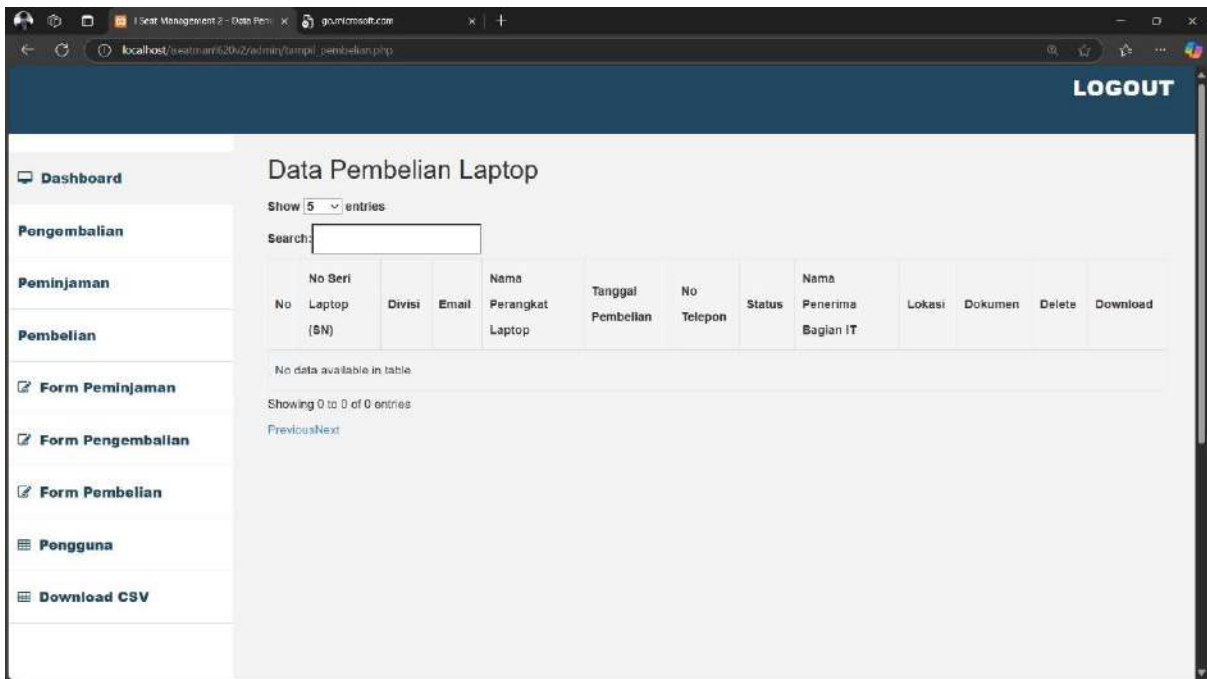 I Seat Management 2 - Data Pem
go.microsoft.com
localhost/iseatman1620v2/admin/tampil_pembelian.php
LOGOUT
Dashboard
Pengembalian
Peminjaman
Pembelian
Form Peminjaman
Form Pengembalian
Form Pembelian
Pengguna
Download CSV
Data Pembelian Laptop
Show 5 entries
Search:
No
No Seri
Laptop
(SN)
Divisi
Email
Nama
Perangkat
Laptop
Tanggal
Pembelian
No
Telepon
Status
Nama
Penerima
Bagian IT
Lokasi
Dokumen
Delete
Download
No data available in table
Showing 0 to 0 of 0 entries
PreviousNext